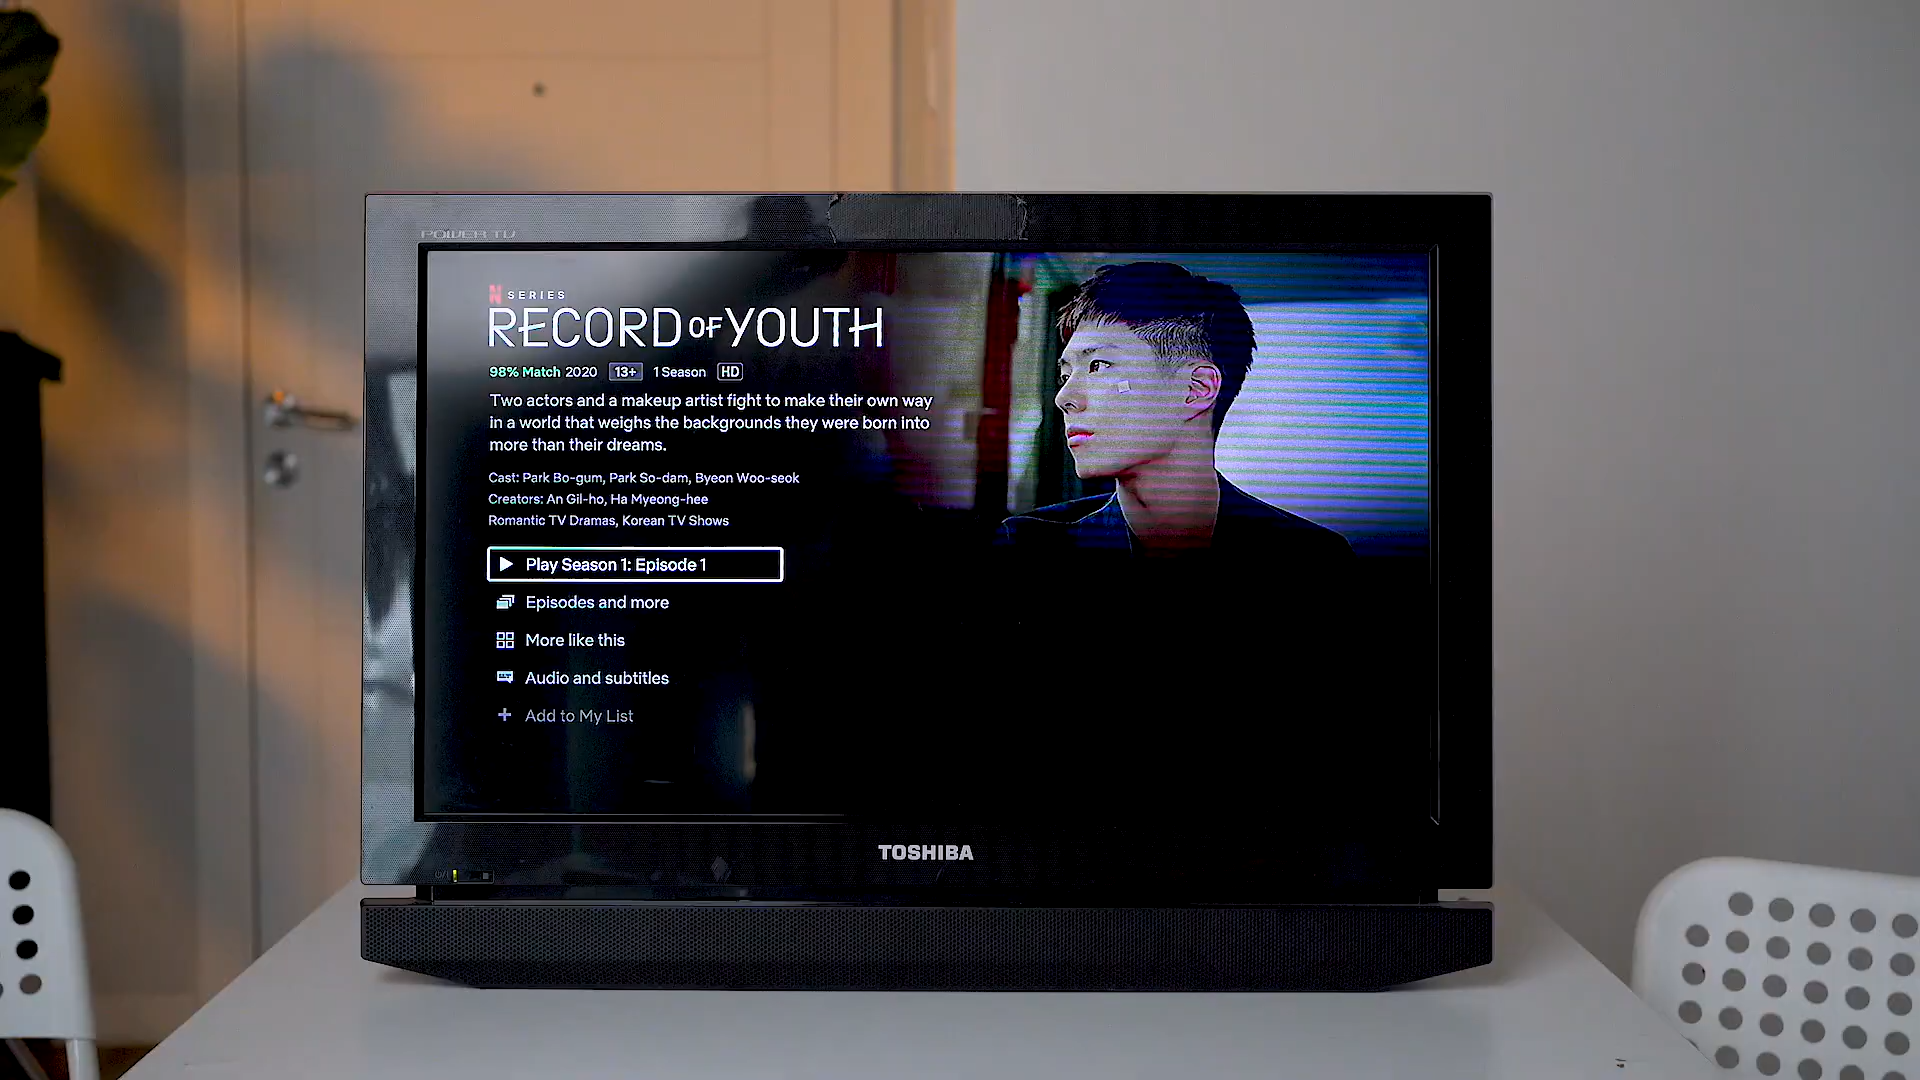 POWER TV
N SERIES
RECORD OF YOUTH
98% Match 2020 13+ 1 Season HD
Two actors and a makeup artist fight to make their own way
in a world that weighs the backgrounds they were born into
more than their dreams.
Cast: Park Bo-gum, Park So-dam, Byeon Woo-seok
Creators: An Gil-ho, Ha Myeong-hee
Romantic TV Dramas, Korean TV Shows
Play Season 1: Episode 1
Episodes and more
More like this
Audio and subtitles
Add to My List
TOSHIBA